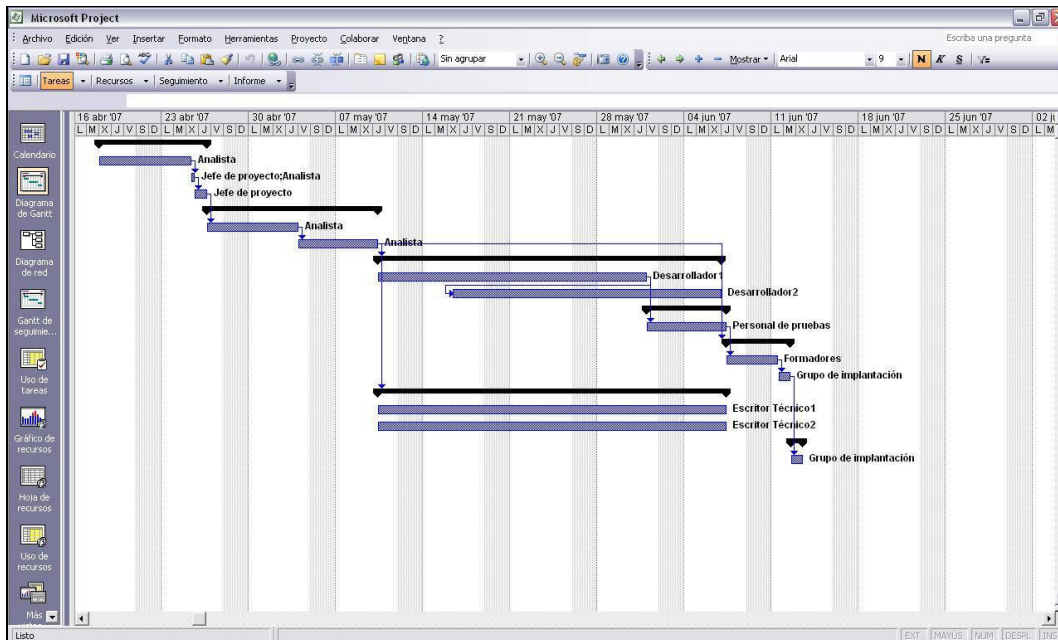 Microsoft Project
Archivo Edición Ver Insertar Formato Herramientas Proyecto Colaborar Ventana ? Escriba una pregunta
Sin agrupar Mostrar Arial 9 N K S
Tareas Recursos Seguimiento Informe
16 abr '07 23 abr '07 30 abr '07 07 may '07 14 may '07 21 may '07 28 may '07 04 jun '07 11 jun '07 18 jun '07 25 jun '07 02 ju
L M X J V S D L M X J V S D L M X J V S D L M X J V S D L M X J V S D L M X J V S D L M X J V S D L M X J V S D L M X J V S D L M X J V S D L M X J V S D L M
Calendario
Diagrama
de Gantt
Diagrama
de red
Gantt de
seguimie...
Uso de
tareas
Gráfico de
recursos
Hoja de
recursos
Uso de
recursos
Más
Analista
Jefe de proyecto;Analista
Jefe de proyecto
Analista
Analista
Desarrollador1
Desarrollador2
Personal de pruebas
Formadores
Grupo de implantación
Escritor Técnico1
Escritor Técnico2
Grupo de implantación
Listo EXT MAYÚS NUM DESPL INS